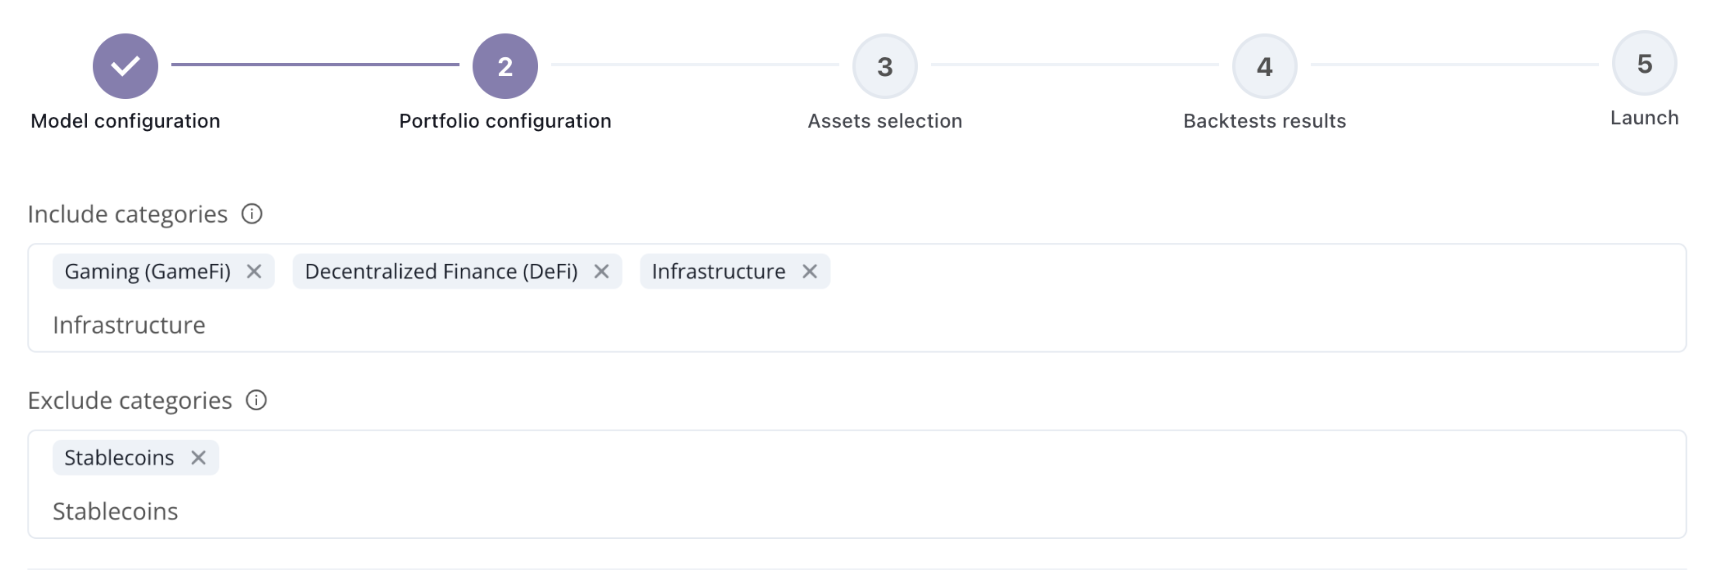 2 3 4 5
Model configuration Portfolio configuration Assets selection Backtests results Launch
Include categories
Gaming (GameFi) Decentralized Finance (DeFi) Infrastructure
Infrastructure
Exclude categories
Stablecoins
Stablecoins